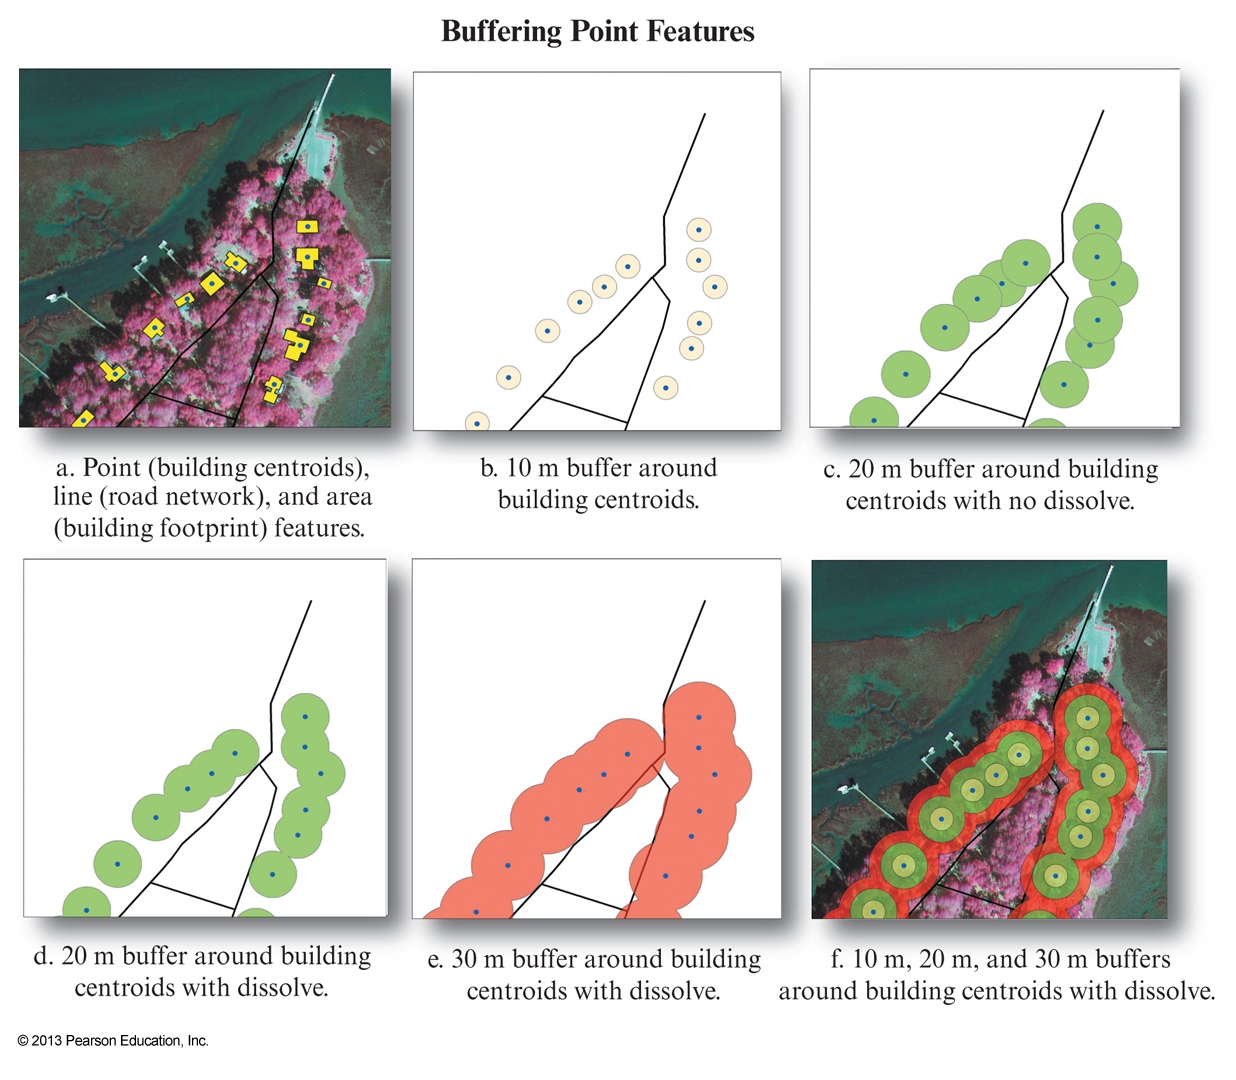 Buffering Point Features
a. Point (building centroids),
line (road network), and area
(building footprint) features.
b. 10 m buffer around
building centroids.
c. 20 m buffer around building
centroids with no dissolve.
d. 20 m buffer around building
centroids with dissolve.
e. 30 m buffer around building
centroids with dissolve.
f. 10 m, 20 m, and 30 m buffers
around building centroids with dissolve.
© 2013 Pearson Education, Inc.